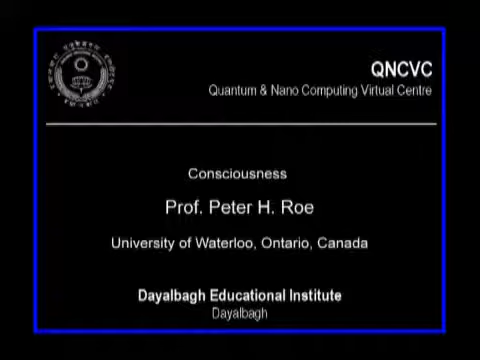 QNCVC
Quantum & Nano Computing Virtual Centre
Consciousness
Prof. Peter H. Roe
University of Waterloo, Ontario, Canada
Dayalbagh Educational Institute
Dayalbagh